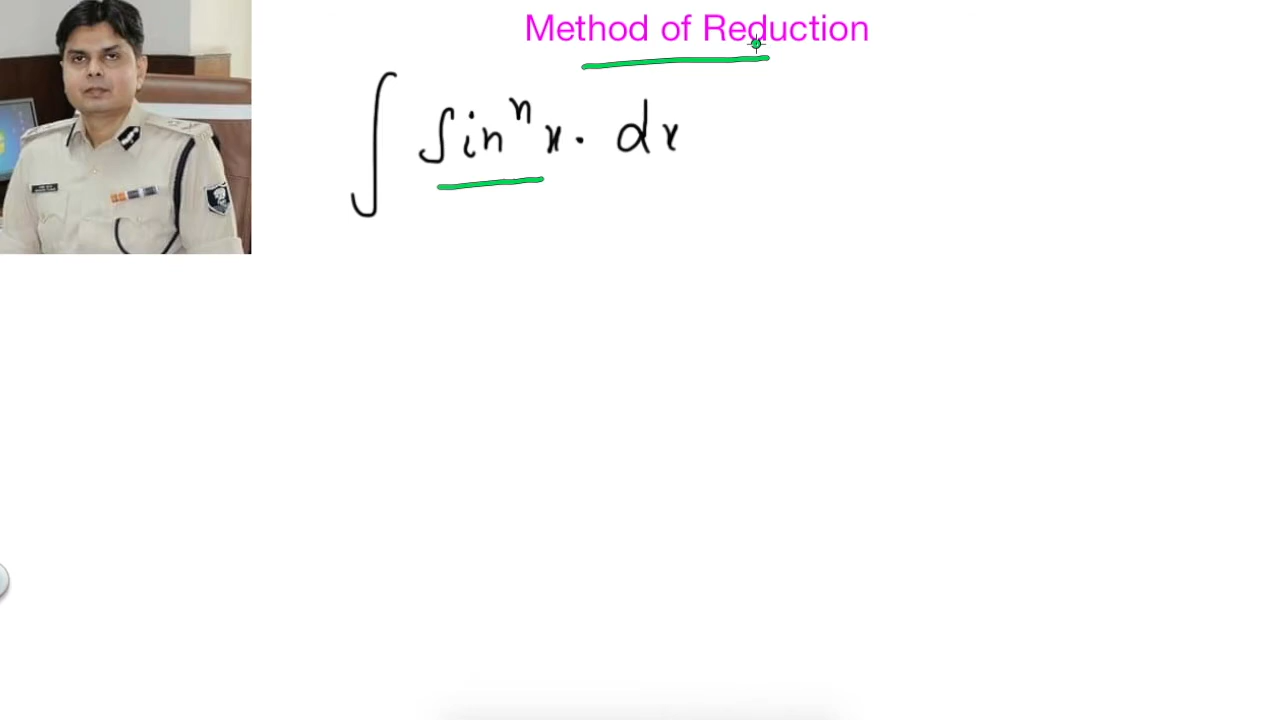 Method of Reduction
∫ sinⁿx · dx